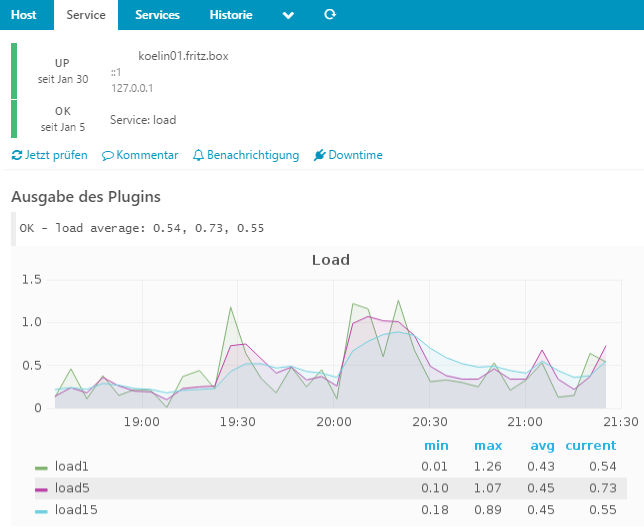 Host Service Services Historie
UP
seit Jan 30
koelin01.fritz.box
::1
127.0.0.1
OK
seit Jan 5
Service: load
Jetzt prüfen Kommentar Benachrichtigung Downtime
Ausgabe des Plugins
OK - load average: 0.54, 0.73, 0.55
Load
1.5
1.0
0.5
0
19:00 19:30 20:00 20:30 21:00 21:30
min max avg current
load1 0.01 1.26 0.43 0.54
load5 0.10 1.07 0.45 0.73
load15 0.18 0.89 0.45 0.55